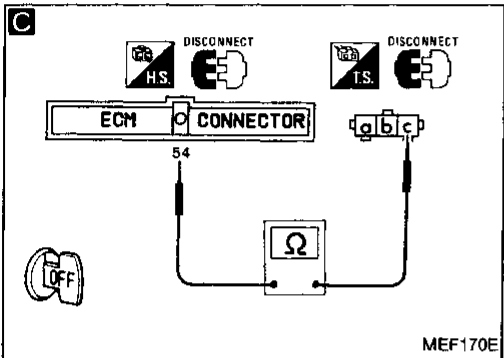 C
DISCONNECT
DISCONNECT
H.S.
T.S.
ECM CONNECTOR
a b c
54
Ω
OFF
MEF170E